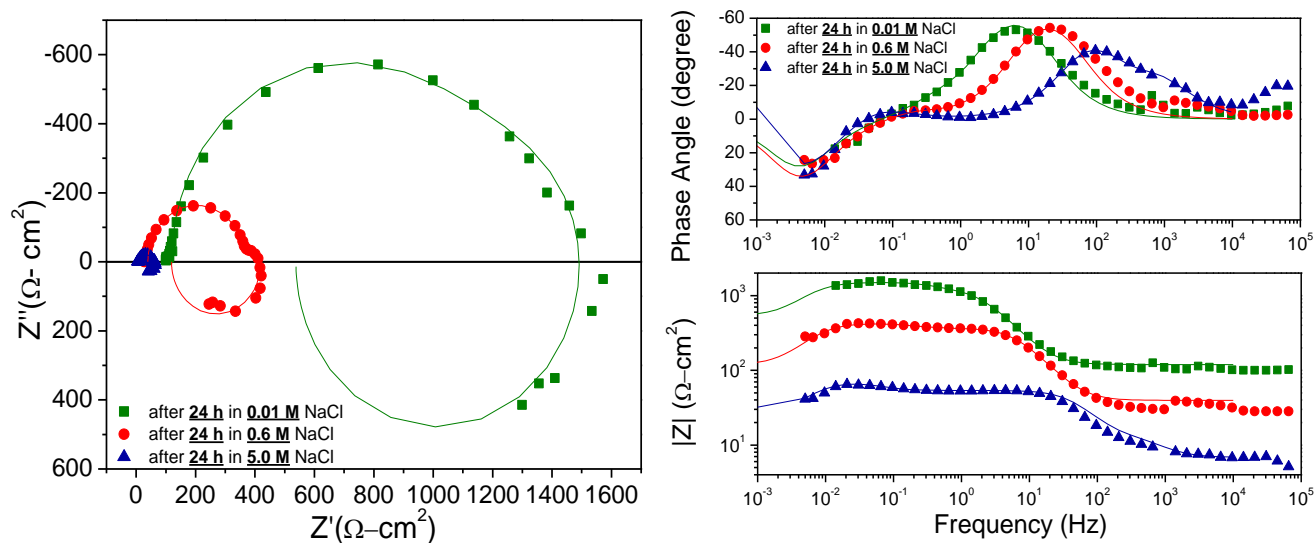 -600
-400
-200
0
200
400
600
Z''(Ω- cm²)
after 24 h in 0.01 M NaCl
after 24 h in 0.6 M NaCl
after 24 h in 5.0 M NaCl
0 200 400 600 800 1000 1200 1400 1600
Z'(Ω–cm²)
-60
-40
-20
0
20
40
60
Phase Angle (degree)
after 24 h in 0.01 M NaCl
after 24 h in 0.6 M NaCl
after 24 h in 5.0 M NaCl
10⁻³ 10⁻² 10⁻¹ 10⁰ 10¹ 10² 10³ 10⁴ 10⁵
10³
10²
10¹
|Z| (Ω–cm²)
10⁻³ 10⁻² 10⁻¹ 10⁰ 10¹ 10² 10³ 10⁴ 10⁵
Frequency (Hz)